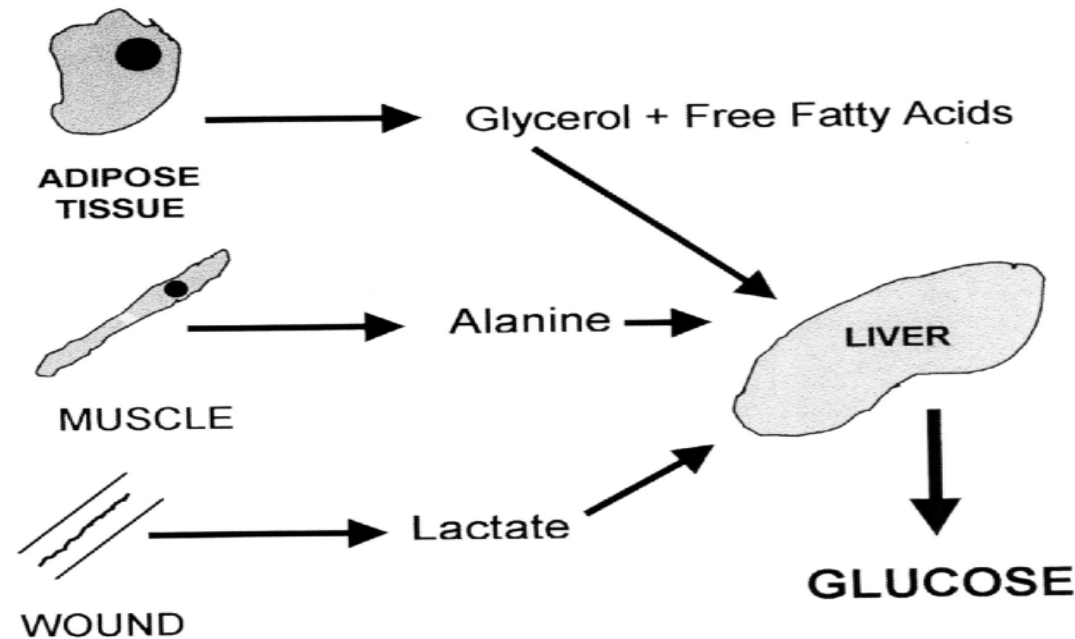 Glycerol + Free Fatty Acids
ADIPOSE
TISSUE
Alanine
LIVER
MUSCLE
Lactate
GLUCOSE
WOUND